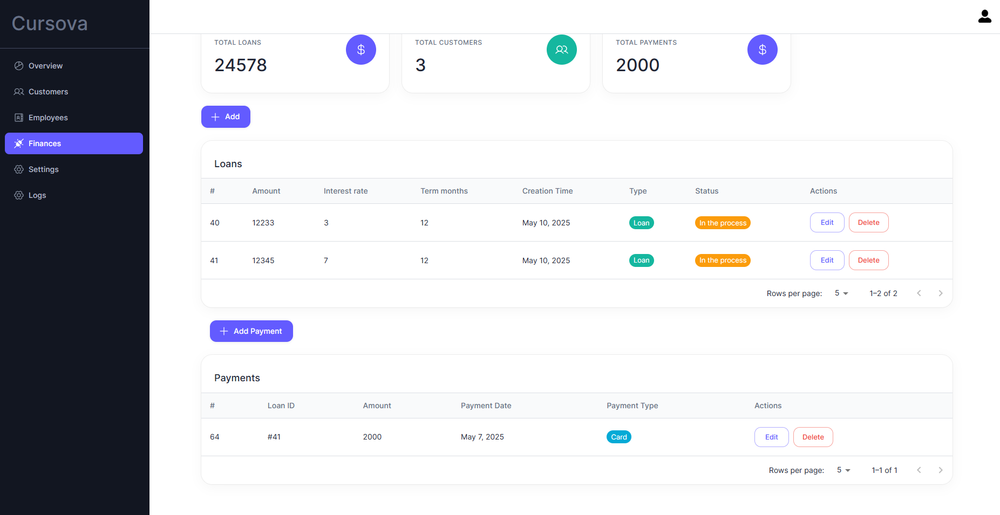 Cursova
Overview
Customers
Employees
Finances
Settings
Logs
TOTAL LOANS
24578
TOTAL CUSTOMERS
3
TOTAL PAYMENTS
2000
Add
Loans
# Amount Interest rate Term months Creation Time Type Status Actions
40 12233 3 12 May 10, 2025 Loan In the process Edit Delete
41 12345 7 12 May 10, 2025 Loan In the process Edit Delete
Rows per page: 5 1–2 of 2
Add Payment
Payments
# Loan ID Amount Payment Date Payment Type Actions
64 #41 2000 May 7, 2025 Card Edit Delete
Rows per page: 5 1–1 of 1